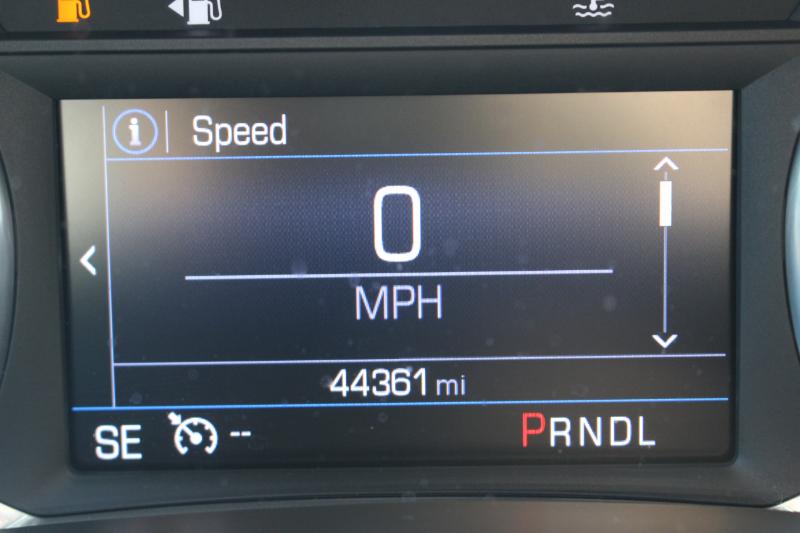 Speed
0
MPH
44361 mi
SE -- PRNDL